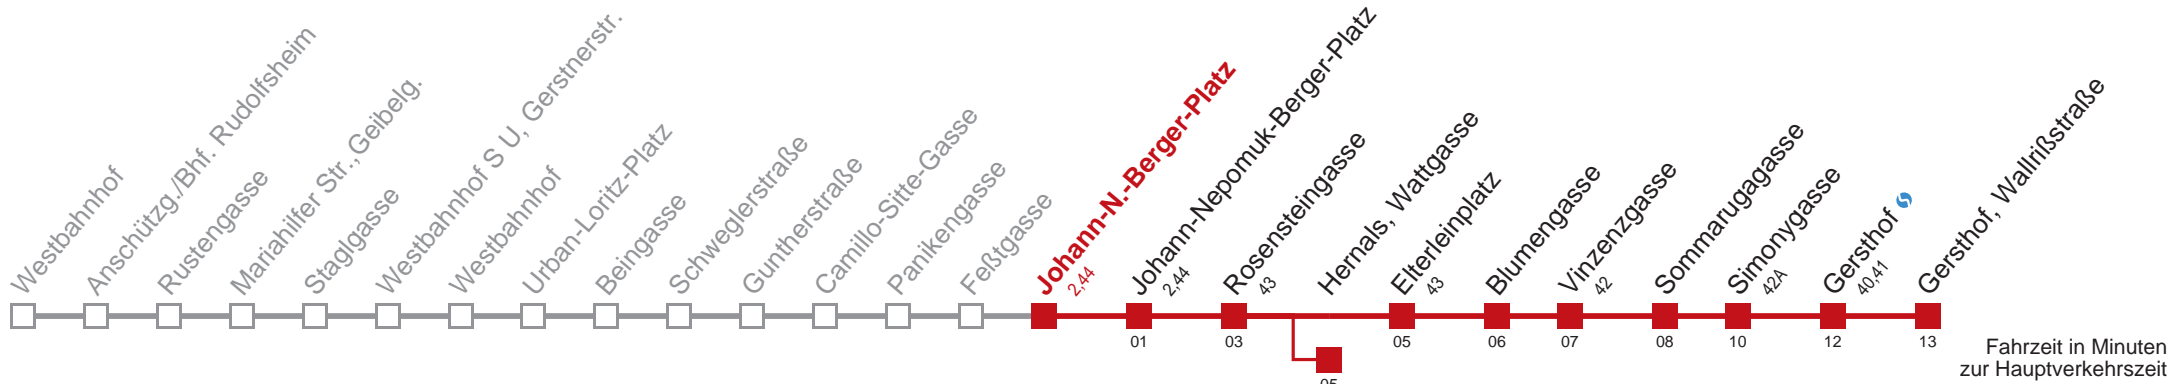 Westbahnhof
Anschützg./Bhf. Rudolfsheim
Rustengasse
Mariahilfer Str., Geibelg.
Staglgasse
Westbahnhof S U, Gerstnerstr.
Westbahnhof
Urban-Loritz-Platz
Beingasse
Schweglerstraße
Guntherstraße
Camillo-Sitte-Gasse
Panikengasse
Feßtgasse
Johann-N.-Berger-Platz
2,44
Johann-Nepomuk-Berger-Platz
2,44
Rosensteingasse
43
Hernals, Wattgasse
Elterleinplatz
43
Blumengasse
Vinzenzgasse
42
Sommarugagasse
Simonygasse
42A
Gersthof
40,41
Gersthof, Wallrißstraße
01
03
05
06
07
08
10
12
13
05
Fahrzeit in Minuten
zur Hauptverkehrszeit